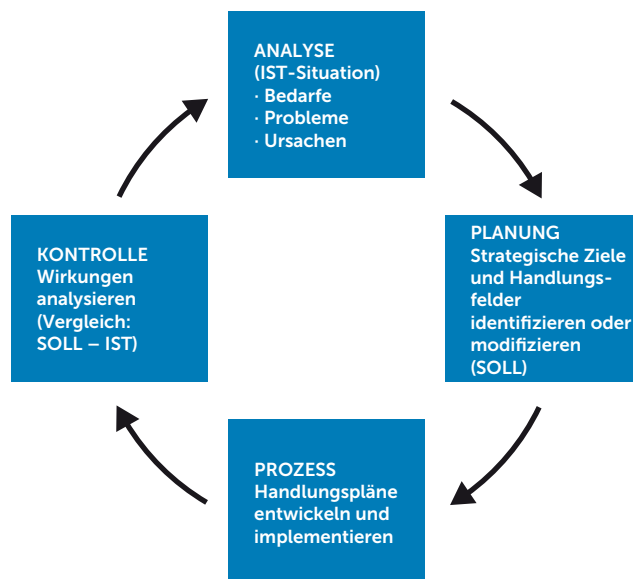 ANALYSE
(IST-Situation)
· Bedarfe
· Probleme
· Ursachen
PLANUNG
Strategische Ziele
und Handlungs-
felder
identifizieren oder
modifizieren
(SOLL)
PROZESS
Handlungspläne
entwickeln und
implementieren
KONTROLLE
Wirkungen
analysieren
(Vergleich:
SOLL – IST)